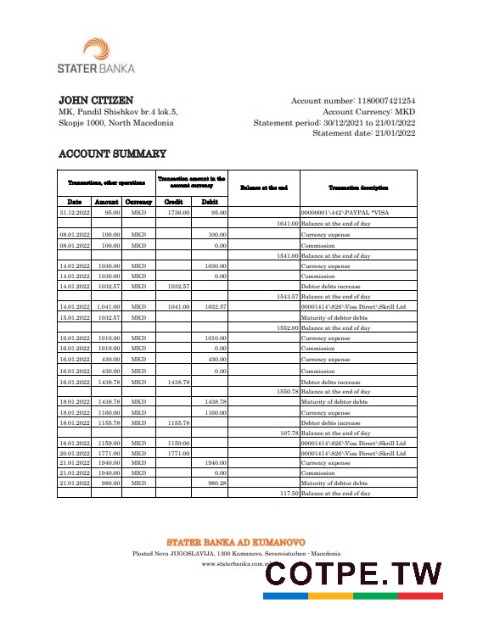 STATER BANKA
JOHN CITIZEN
MK, Pandil Shishkov br.4 lok.5,
Skopje 1000, North Macedonia
Account number: 1180007421254
Account Currency: MKD
Statement period: 30/12/2021 to 21/01/2022
Statement date: 21/01/2022
ACCOUNT SUMMARY
Transactions, other operations Transaction amount in the account currency Balance at the end Transaction description
Date Amount Currency Credit Debit
31.12.2022 95.00 MKD 1736.00 95.00 00000001\442\PAYPAL *VISA
1641.00 Balance at the end of day
08.01.2022 100.00 MKD 100.00 Currency expense
08.01.2022 100.00 MKD 0.00 Commission
1541.00 Balance at the end of day
14.01.2022 1030.00 MKD 1030.00 Currency expense
14.01.2022 1030.00 MKD 0.00 Commission
14.01.2022 1032.57 MKD 1032.57 Debtor debts increase
1543.57 Balance at the end of day
14.01.2022 1,041.00 MKD 1041.00 1032.57 00001414\826\Visa Direct\Skrill Ltd
15.01.2022 1032.57 MKD Maturity of debtor debts
1552.00 Balance at the end of day
16.01.2022 1010.00 MKD 1010.00 Currency expense
16.01.2022 1010.00 MKD 0.00 Commission
16.01.2022 430.00 MKD 430.00 Currency expense
16.01.2022 430.00 MKD 0.00 Commission
16.01.2022 1438.78 MKD 1438.78 Debtor debts increase
1550.78 Balance at the end of day
18.01.2022 1438.78 MKD 1438.78 Maturity of debtor debts
18.01.2022 1160.00 MKD 1160.00 Currency expense
18.01.2022 1155.78 MKD 1155.78 Debtor debts increase
107.78 Balance at the end of day
18.01.2022 1159.00 MKD 1159.00 00001414\826\Visa Direct\Skrill Ltd
20.01.2022 1771.00 MKD 1771.00 00001414\826\Visa Direct\Skrill Ltd
21.01.2022 1940.00 MKD 1940.00 Currency expense
21.01.2022 1940.00 MKD 0.00 Commission
21.01.2022 980.00 MKD 980.28 Maturity of debtor debts
117.50 Balance at the end of day
STATER BANKA AD KUMANOVO
Plostad Nova JUGOSLAVIJA, 1300 Kumanovo, Severoistochen - Macedonia
www.staterbanka.com.mk
COTPE.TW